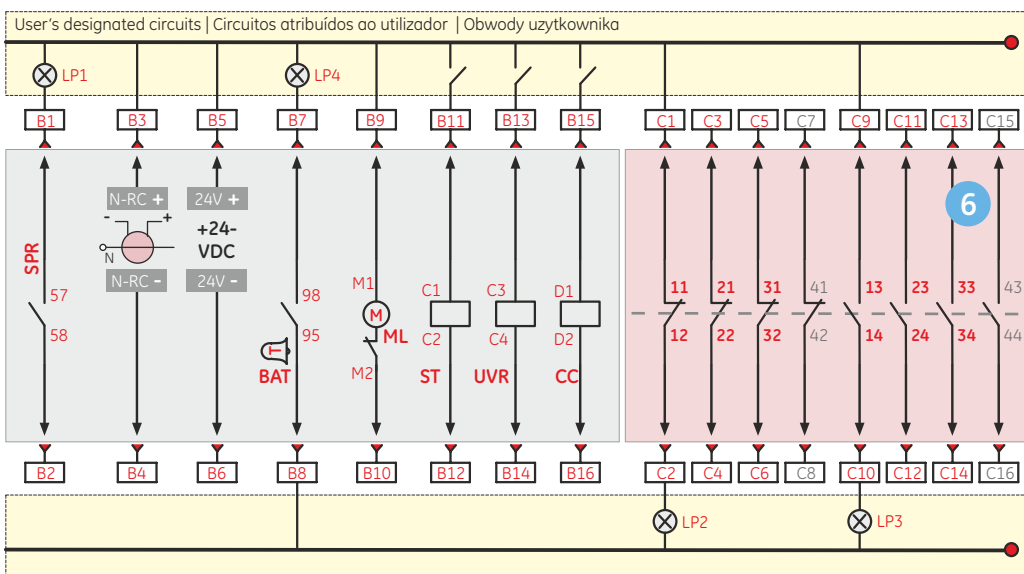 User's designated circuits | Circuitos atribuídos ao utilizador | Obwody uzytkownika
LP1 LP4
B1 B3 B5 B7 B9 B11 B13 B15 C1 C3 C5 C7 C9 C11 C13 C15
N-RC + 24V + 6
- + +24-
N VDC
SPR
N-RC - 24V -
57 98 M1 C1 C3 D1 11 21 31 41 13 23 33 43
M
58 95 ML C2 C4 D2 12 22 32 42 14 24 34 44
T
BAT M2 ST UVR CC
B2 B4 B6 B8 B10 B12 B14 B16 C2 C4 C6 C8 C10 C12 C14 C16
LP2 LP3